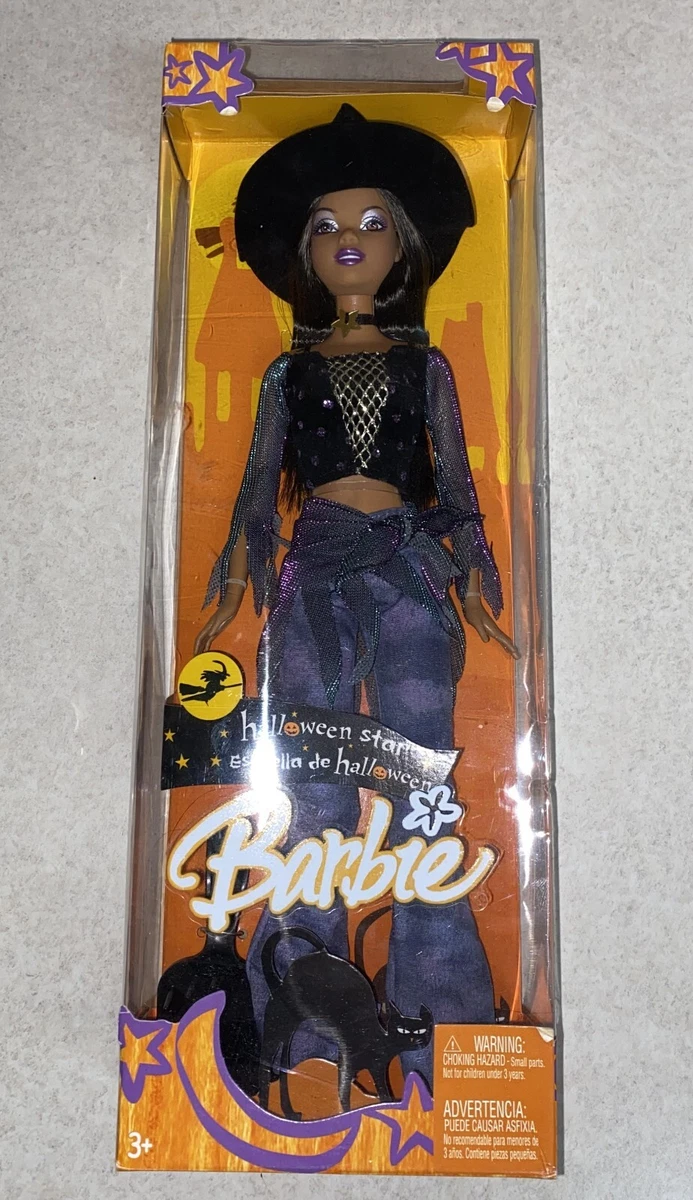 halloween star
Estrella de halloween
Barbie
WARNING:
CHOKING HAZARD - Small parts.
Not for children under 3 years.
ADVERTENCIA:
PUEDE CAUSAR ASFIXIA.
No recomendable para menores de
3 años. Contiene piezas pequeñas.
3+